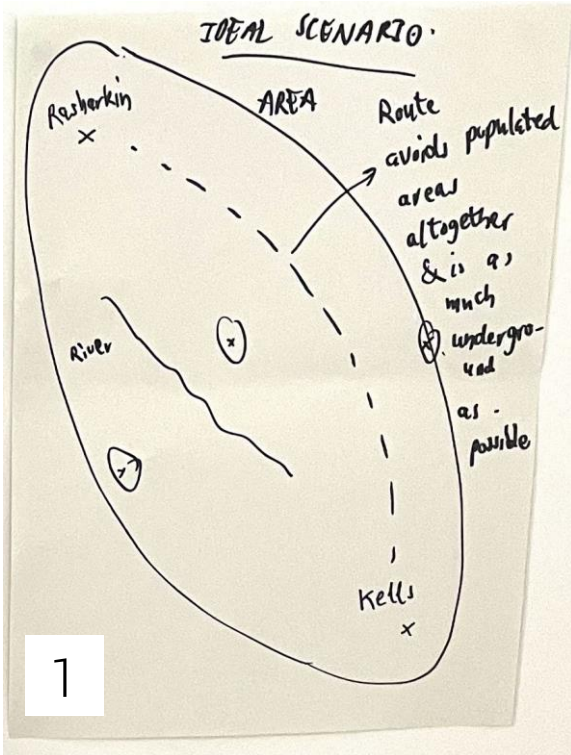 IDEAL SCENARIO.
Rasharkin
AREA
Route
avoids populated
areas
altogether
& is as
much
undergro-
und
as.
possible
River
Kells
1